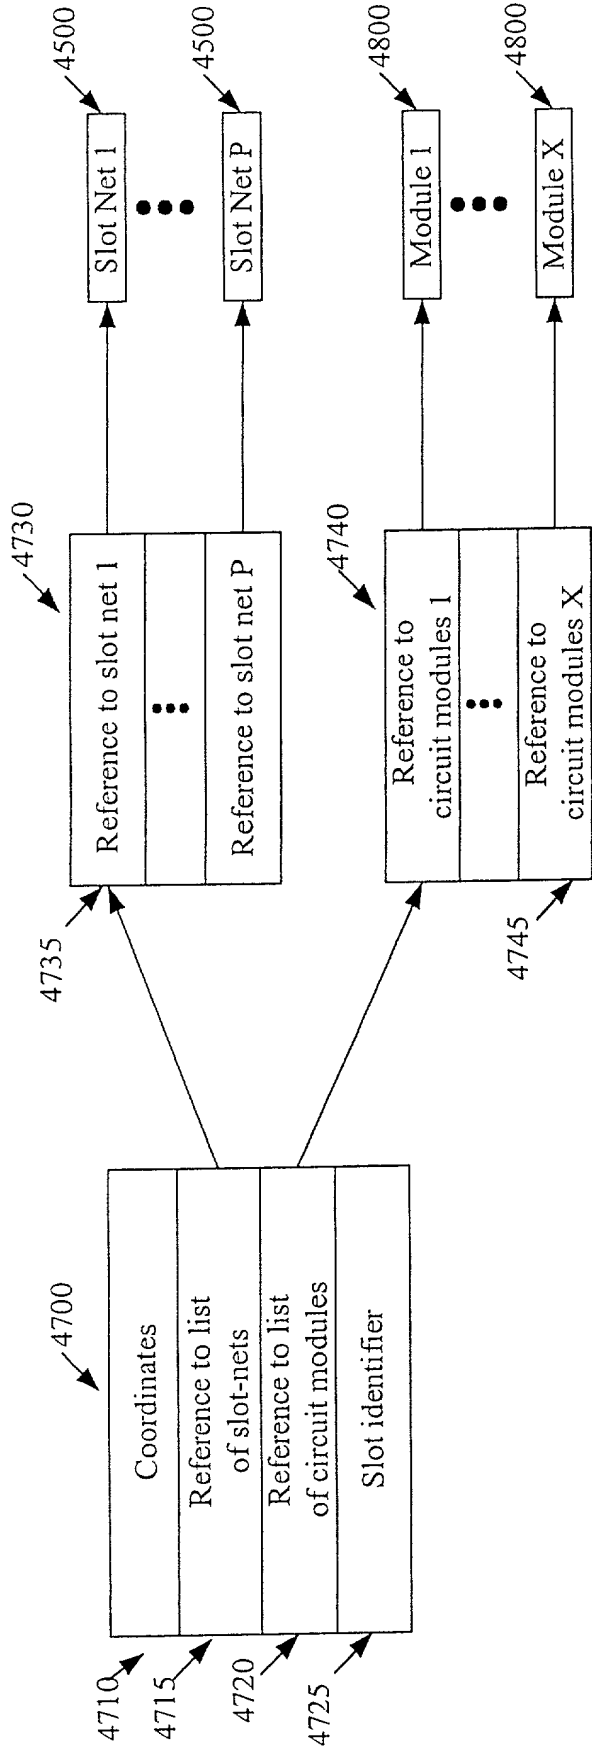 4700
4710
Coordinates
4715
Reference to list
of slot-nets
4720
Reference to list
of circuit modules
4725
Slot identifier
4730
4735
Reference to slot net 1
Reference to slot net P
4740
Reference to
circuit modules 1
4745
Reference to
circuit modules X
4500
Slot Net 1
4500
Slot Net P
4800
Module 1
4800
Module X